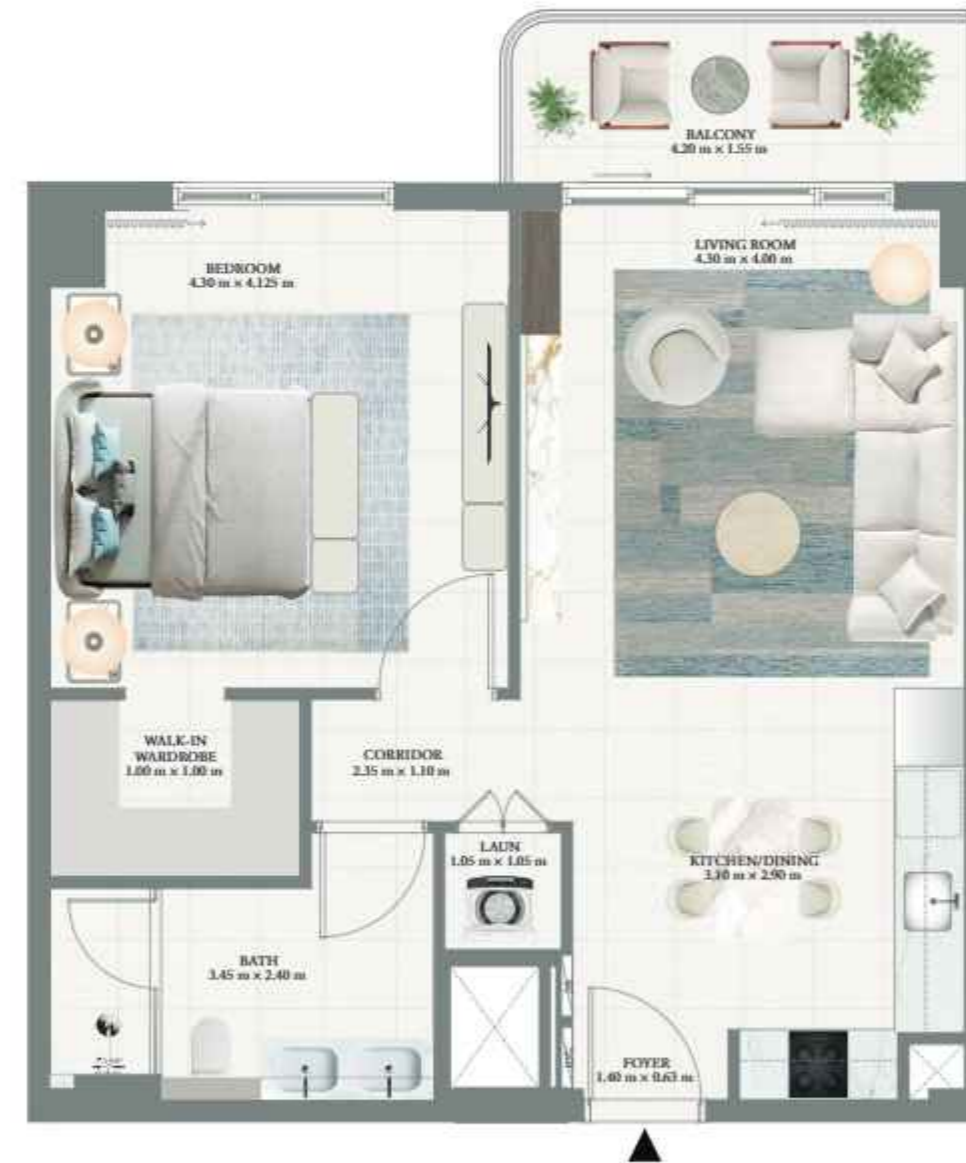 BALCONY
4.20 m × 1.55 m
BEDROOM
4.30 m × 4.125 m
LIVING ROOM
4.30 m × 4.00 m
WALK-IN
WARDROBE
1.00 m × 1.00 m
CORRIDOR
2.35 m × 1.10 m
LAUN
1.05 m × 1.05 m
KITCHEN/DINING
3.10 m × 2.90 m
BATH
3.45 m × 2.40 m
FOYER
1.40 m × 0.63 m